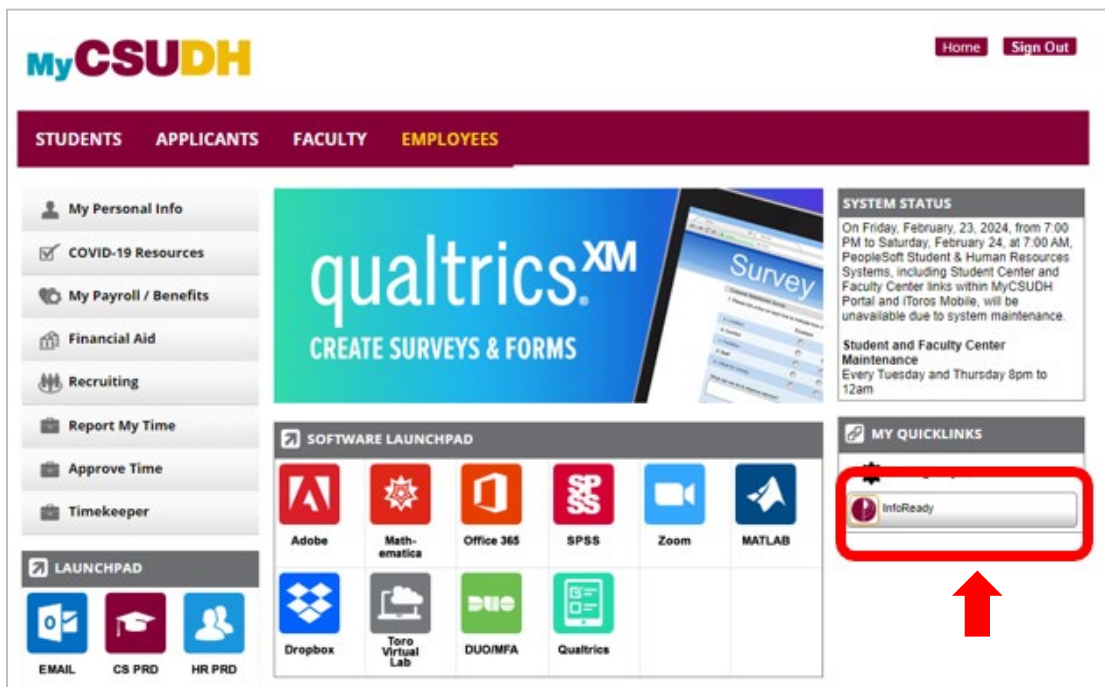 MyCSUDH
Home
Sign Out
STUDENTS
APPLICANTS
FACULTY
EMPLOYEES
My Personal Info
COVID-19 Resources
My Payroll / Benefits
Financial Aid
Recruiting
Report My Time
Approve Time
Timekeeper
LAUNCHPAD
EMAIL
CS PRD
HR PRD
qualtrics.XM
CREATE SURVEYS & FORMS
Survey
SOFTWARE LAUNCHPAD
SP
SS
Adobe
Math-
ematica
Office 365
SPSS
Zoom
MATLAB
DUO
Dropbox
Toro
Virtual
Lab
DUO/MFA
Qualtrics
SYSTEM STATUS
On Friday, February, 23, 2024, from 7:00
PM to Saturday, February 24, at 7:00 AM,
PeopleSoft Student & Human Resources
Systems, including Student Center and
Faculty Center links within MyCSUDH
Portal and iToros Mobile, will be
unavailable due to system maintenance.
Student and Faculty Center
Maintenance
Every Tuesday and Thursday 8pm to
12am
MY QUICKLINKS
InfoReady